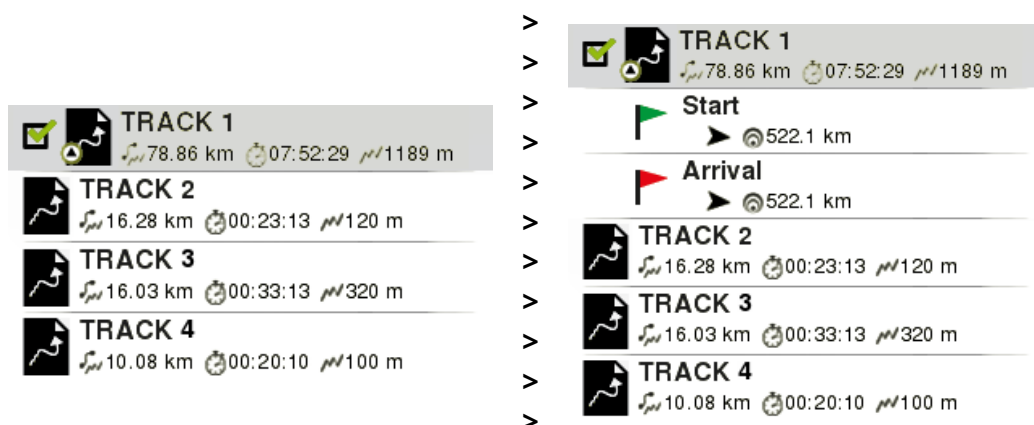 TRACK 1
78.86 km 07:52:29 1189 m
TRACK 2
16.28 km 00:23:13 120 m
TRACK 3
16.03 km 00:33:13 320 m
TRACK 4
10.08 km 00:20:10 100 m
>
>
>
>
>
>
>
>
>
>
>
TRACK 1
78.86 km 07:52:29 1189 m
Start
522.1 km
Arrival
522.1 km
TRACK 2
16.28 km 00:23:13 120 m
TRACK 3
16.03 km 00:33:13 320 m
TRACK 4
10.08 km 00:20:10 100 m